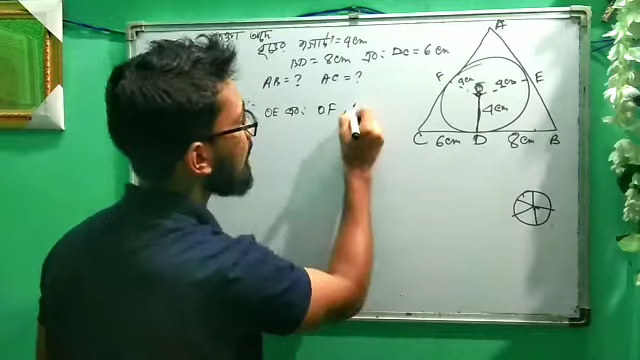 বৃত্তের ব্যাসার্ধ = 4cm
BD = 8cm এবং DC = 6cm
AB = ? AC = ?
OE এবং OF
A
F
E
4cm
4cm
O
4cm
C 6cm D 8cm B